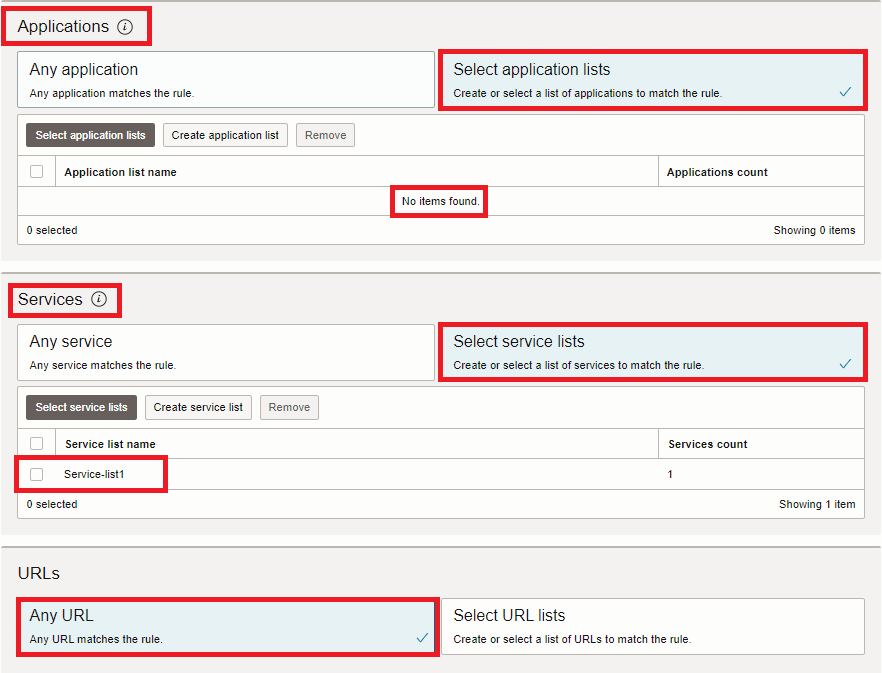 Applications
Any application
Any application matches the rule.
Select application lists
Create or select a list of applications to match the rule.
Select application lists
Create application list
Remove
Application list name
Applications count
No items found.
0 selected
Showing 0 items
Services
Any service
Any service matches the rule.
Select service lists
Create or select a list of services to match the rule.
Select service lists
Create service list
Remove
Service list name
Services count
Service-list1
1
0 selected
Showing 1 item
URLs
Any URL
Any URL matches the rule.
Select URL lists
Create or select a list of URLs to match the rule.